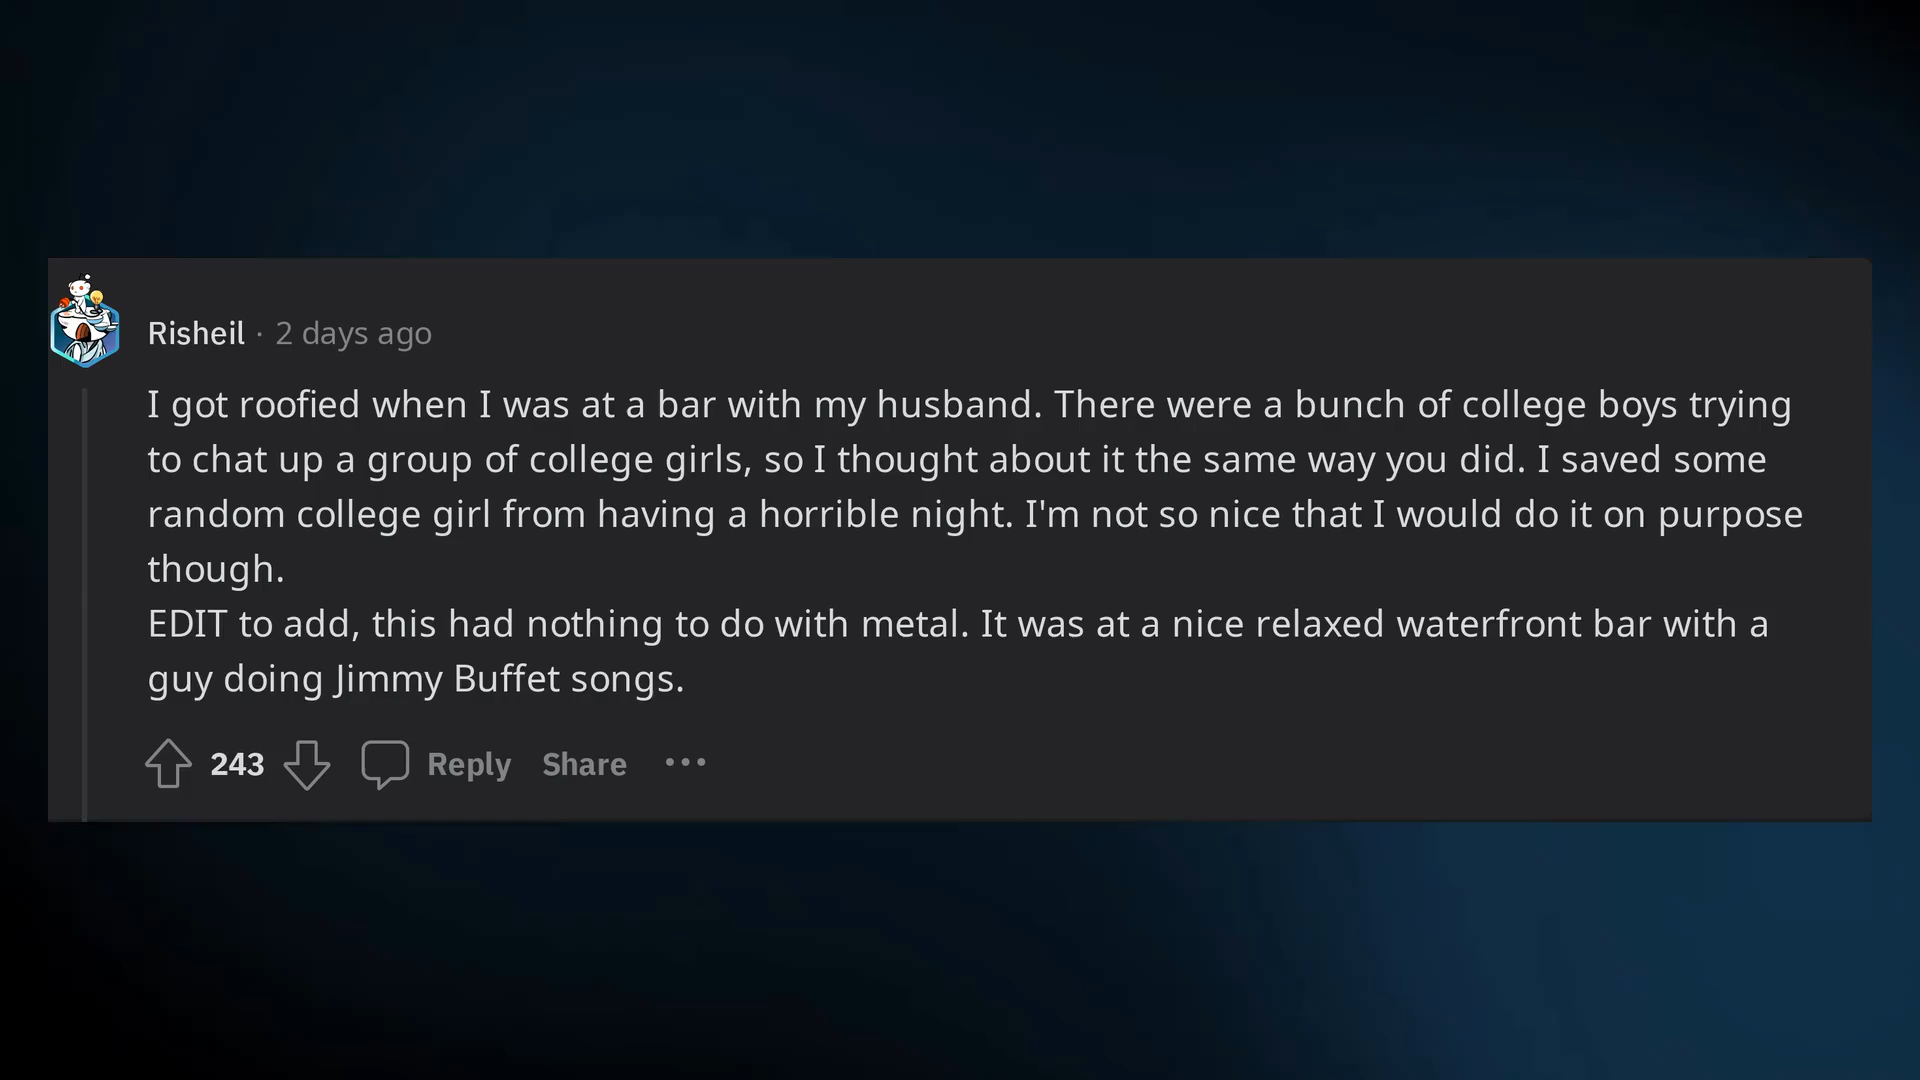 Risheil · 2 days ago
I got roofied when I was at a bar with my husband. There were a bunch of college boys trying
to chat up a group of college girls, so I thought about it the same way you did. I saved some
random college girl from having a horrible night. I'm not so nice that I would do it on purpose
though.
EDIT to add, this had nothing to do with metal. It was at a nice relaxed waterfront bar with a
guy doing Jimmy Buffet songs.
243 Reply Share ···